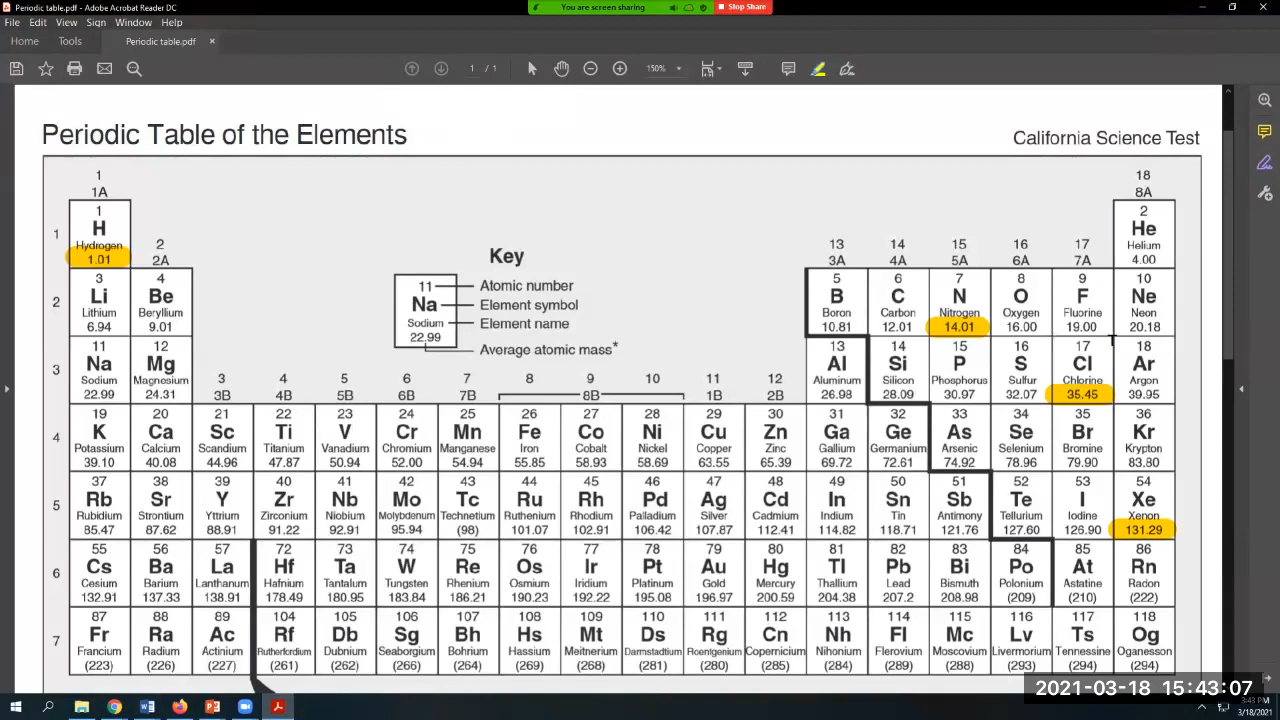 Periodic table.pdf - Adobe Acrobat Reader DC
You are screen sharing
Stop Share
File Edit View Sign Window Help
Home Tools Periodic table.pdf ×
1 / 1 150%
Periodic Table of the Elements
California Science Test
1 18
1A 8A
1 2
H He
Hydrogen Helium
1.01 4.00
1
2 13 14 15 16 17
2A 3A 4A 5A 6A 7A
Key
11 Atomic number
Na Element symbol
Sodium Element name
22.99 Average atomic mass*
2
3 4 5 6 7 8 9 10
Li Be B C N O F Ne
Lithium Beryllium Boron Carbon Nitrogen Oxygen Fluorine Neon
6.94 9.01 10.81 12.01 14.01 16.00 19.00 20.18
3
11 12 13 14 15 16 17 18
Na Mg Al Si P S Cl Ar
Sodium Magnesium Aluminum Silicon Phosphorus Sulfur Chlorine Argon
22.99 24.31 26.98 28.09 30.97 32.07 35.45 39.95
3 4 5 6 7 8 9 10 11 12
3B 4B 5B 6B 7B 8B 1B 2B
4
19 20 21 22 23 24 25 26 27 28 29 30 31 32 33 34 35 36
K Ca Sc Ti V Cr Mn Fe Co Ni Cu Zn Ga Ge As Se Br Kr
Potassium Calcium Scandium Titanium Vanadium Chromium Manganese Iron Cobalt Nickel Copper Zinc Gallium Germanium Arsenic Selenium Bromine Krypton
39.10 40.08 44.96 47.87 50.94 52.00 54.94 55.85 58.93 58.69 63.55 65.39 69.72 72.61 74.92 78.96 79.90 83.80
5
37 38 39 40 41 42 43 44 45 46 47 48 49 50 51 52 53 54
Rb Sr Y Zr Nb Mo Tc Ru Rh Pd Ag Cd In Sn Sb Te I Xe
Rubidium Strontium Yttrium Zirconium Niobium Molybdenum Technetium Ruthenium Rhodium Palladium Silver Cadmium Indium Tin Antimony Tellurium Iodine Xenon
85.47 87.62 88.91 91.22 92.91 95.94 (98) 101.07 102.91 106.42 107.87 112.41 114.82 118.71 121.76 127.60 126.90 131.29
6
55 56 57 72 73 74 75 76 77 78 79 80 81 82 83 84 85 86
Cs Ba La Hf Ta W Re Os Ir Pt Au Hg Tl Pb Bi Po At Rn
Cesium Barium Lanthanum Hafnium Tantalum Tungsten Rhenium Osmium Iridium Platinum Gold Mercury Thallium Lead Bismuth Polonium Astatine Radon
132.91 137.33 138.91 178.49 180.95 183.84 186.21 190.23 192.22 195.08 196.97 200.59 204.38 207.2 208.98 (209) (210) (222)
7
87 88 89 104 105 106 107 108 109 110 111 112 113 114 115 116 117 118
Fr Ra Ac Rf Db Sg Bh Hs Mt Ds Rg Cn Nh Fl Mc Lv Ts Og
Francium Radium Actinium Rutherfordium Dubnium Seaborgium Bohrium Hassium Meitnerium Darmstadtium Roentgenium Copernicium Nihonium Flerovium Moscovium Livermorium Tennessine Oganesson
(223) (226) (227) (261) (262) (266) (264) (269) (268) (281) (280) (285) (284) (289) (288) (293) (294) (294)
2021-03-18 15:43:07
3:43 PM
3/18/2021